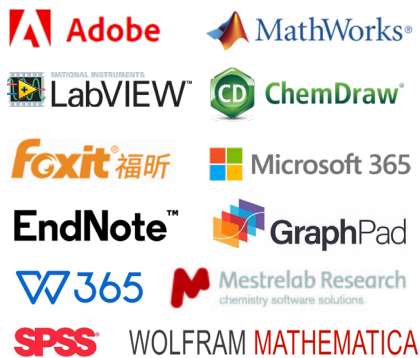 Adobe
MathWorks®
NATIONAL INSTRUMENTS
LabVIEW™
CD ChemDraw®
Foxit®福昕
Microsoft 365
EndNote™
GraphPad
W365
Mestrelab Research
chemistry software solutions
SPSS®
WOLFRAM MATHEMATICA